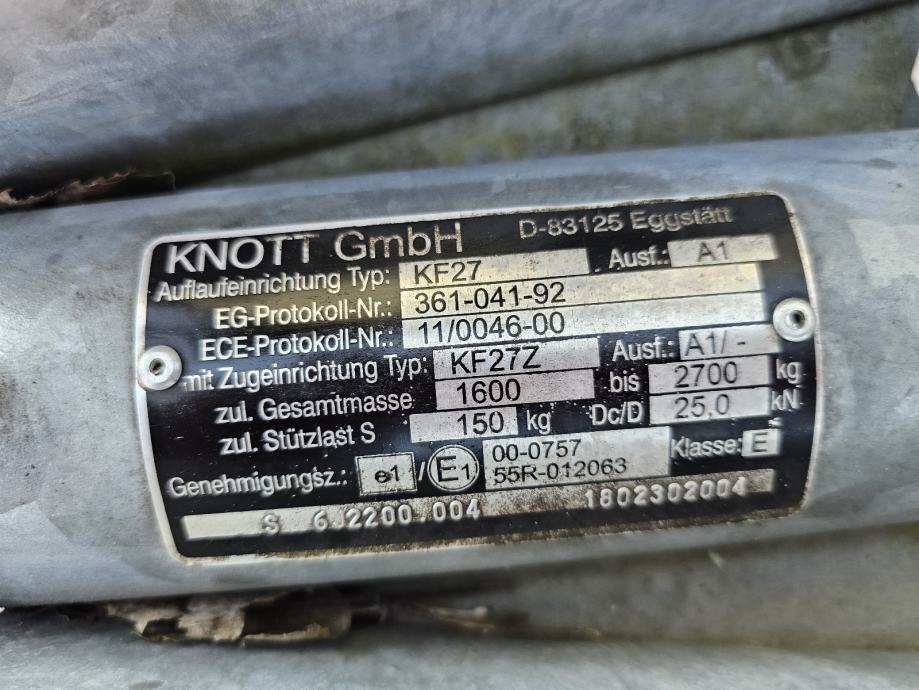 KNOTT GmbH D-83125 Eggstätt
Auflaufeinrichtung Typ: KF27 Ausf.: A1
EG-Protokoll-Nr.: 361-041-92
ECE-Protokoll-Nr.: 11/0046-00
mit Zugeinrichtung Typ: KF27Z Ausf.: A1/ -
zul. Gesamtmasse 1600 bis 2700 kg
zul. Stützlast S 150 kg Dc/D 25,0 kN
Genehmigungsz.: e1 / E1 00-0757 Klasse: E
55R-012063
S 6J2200.004 1802302004